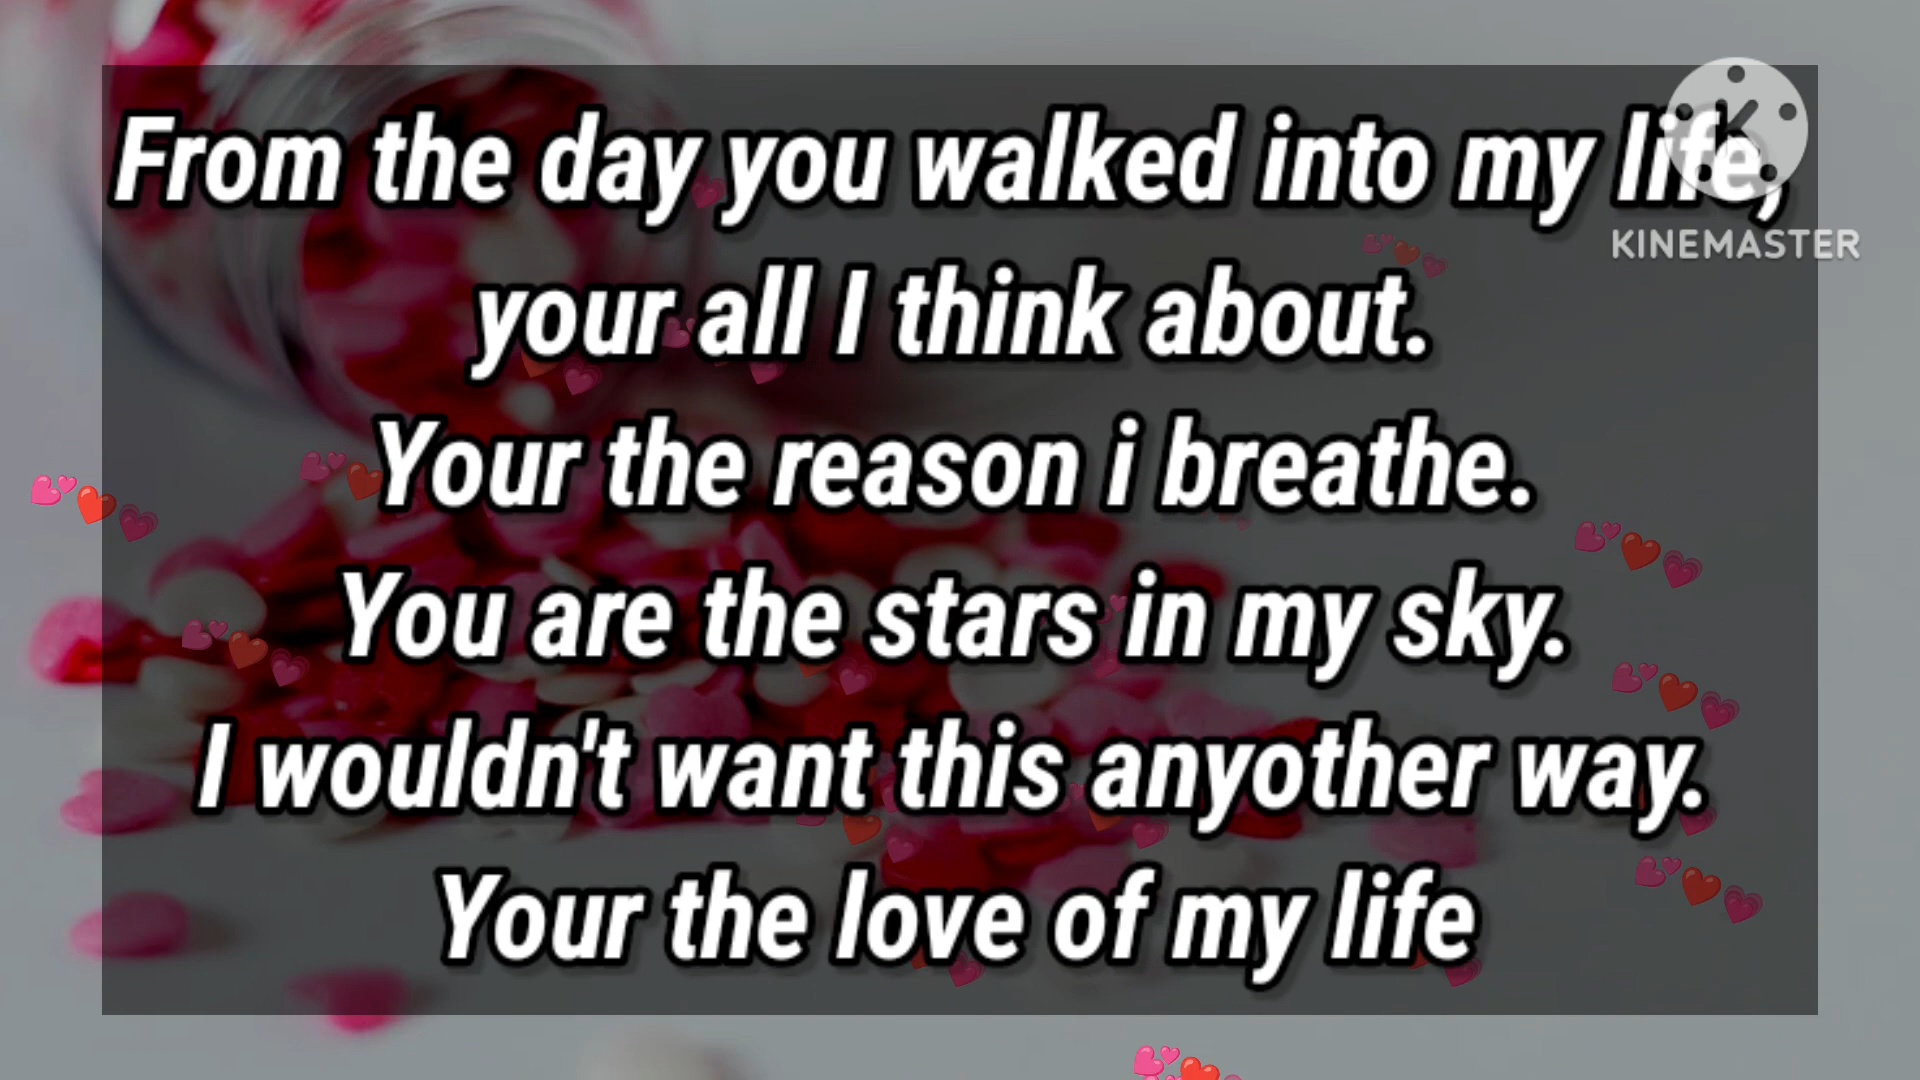 From the day you walked into my life,
your all I think about.
Your the reason i breathe.
You are the stars in my sky.
I wouldn't want this anyother way.
Your the love of my life
K
KINEMASTER